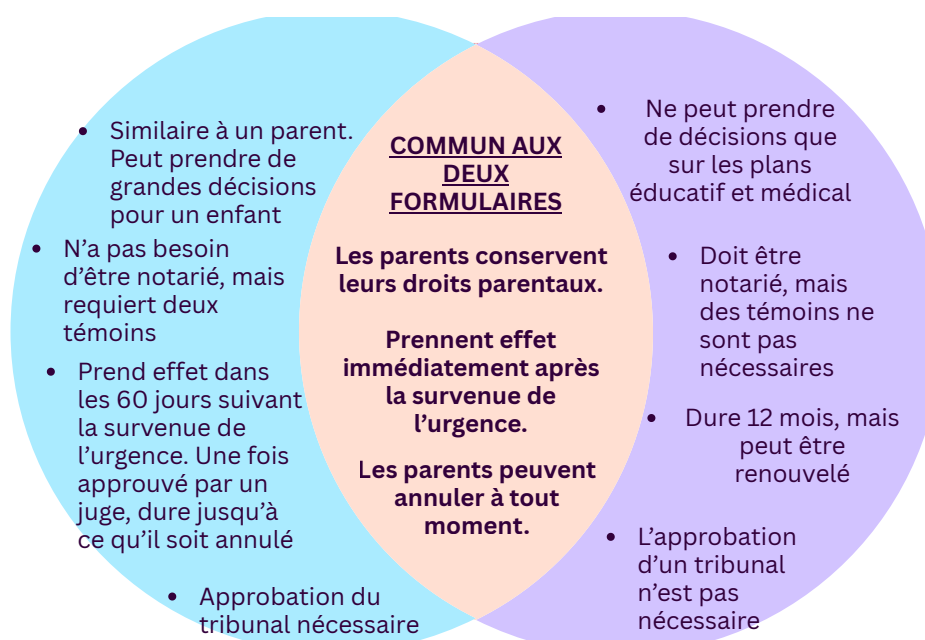 • Similaire à un parent.
Peut prendre de
grandes décisions
pour un enfant
• N’a pas besoin
d’être notarié, mais
requiert deux
témoins
• Prend effet dans
les 60 jours suivant
la survenue de
l’urgence. Une fois
approuvé par un
juge, dure jusqu’à
ce qu’il soit annulé
• Approbation du
tribunal nécessaire
COMMUN AUX
DEUX
FORMULAIRES
Les parents conservent
leurs droits parentaux.
Prennent effet
immédiatement après
la survenue de
l’urgence.
Les parents peuvent
annuler à tout
moment.
• Ne peut prendre
de décisions que
sur les plans
éducatif et médical
• Doit être
notarié, mais
des témoins ne
sont pas
nécessaires
• Dure 12 mois, mais
peut être
renouvelé
• L’approbation
d’un tribunal
n’est pas
nécessaire